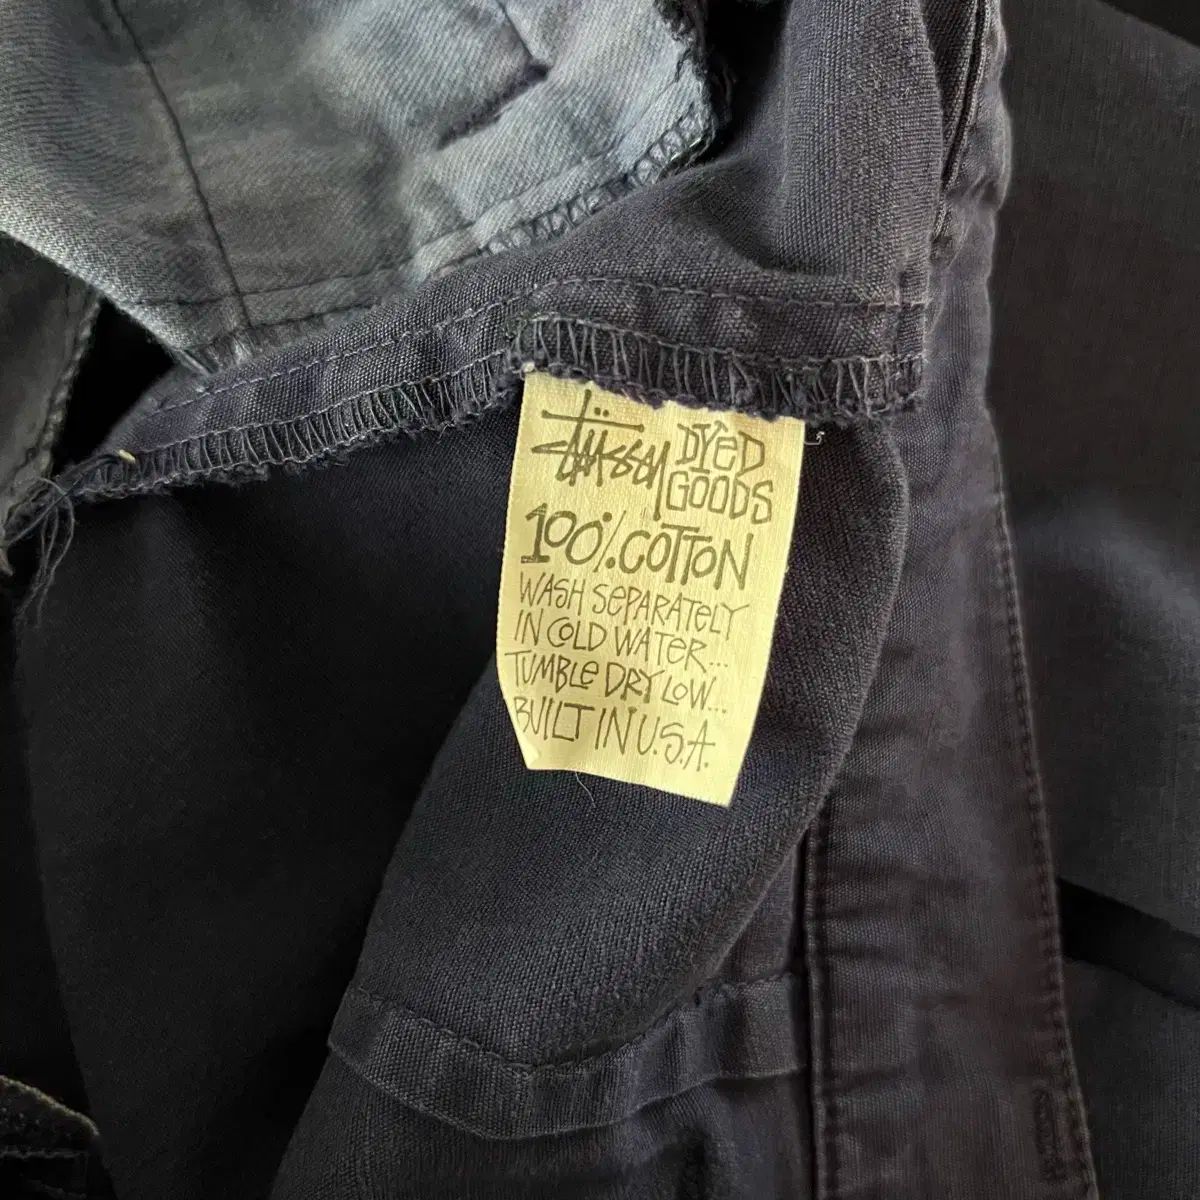 Stüssy DYED GOODS
100% COTTON
WASH SEPARATELY
IN COLD WATER...
TUMBLE DRY LOW...
BUILT IN U.S.A.